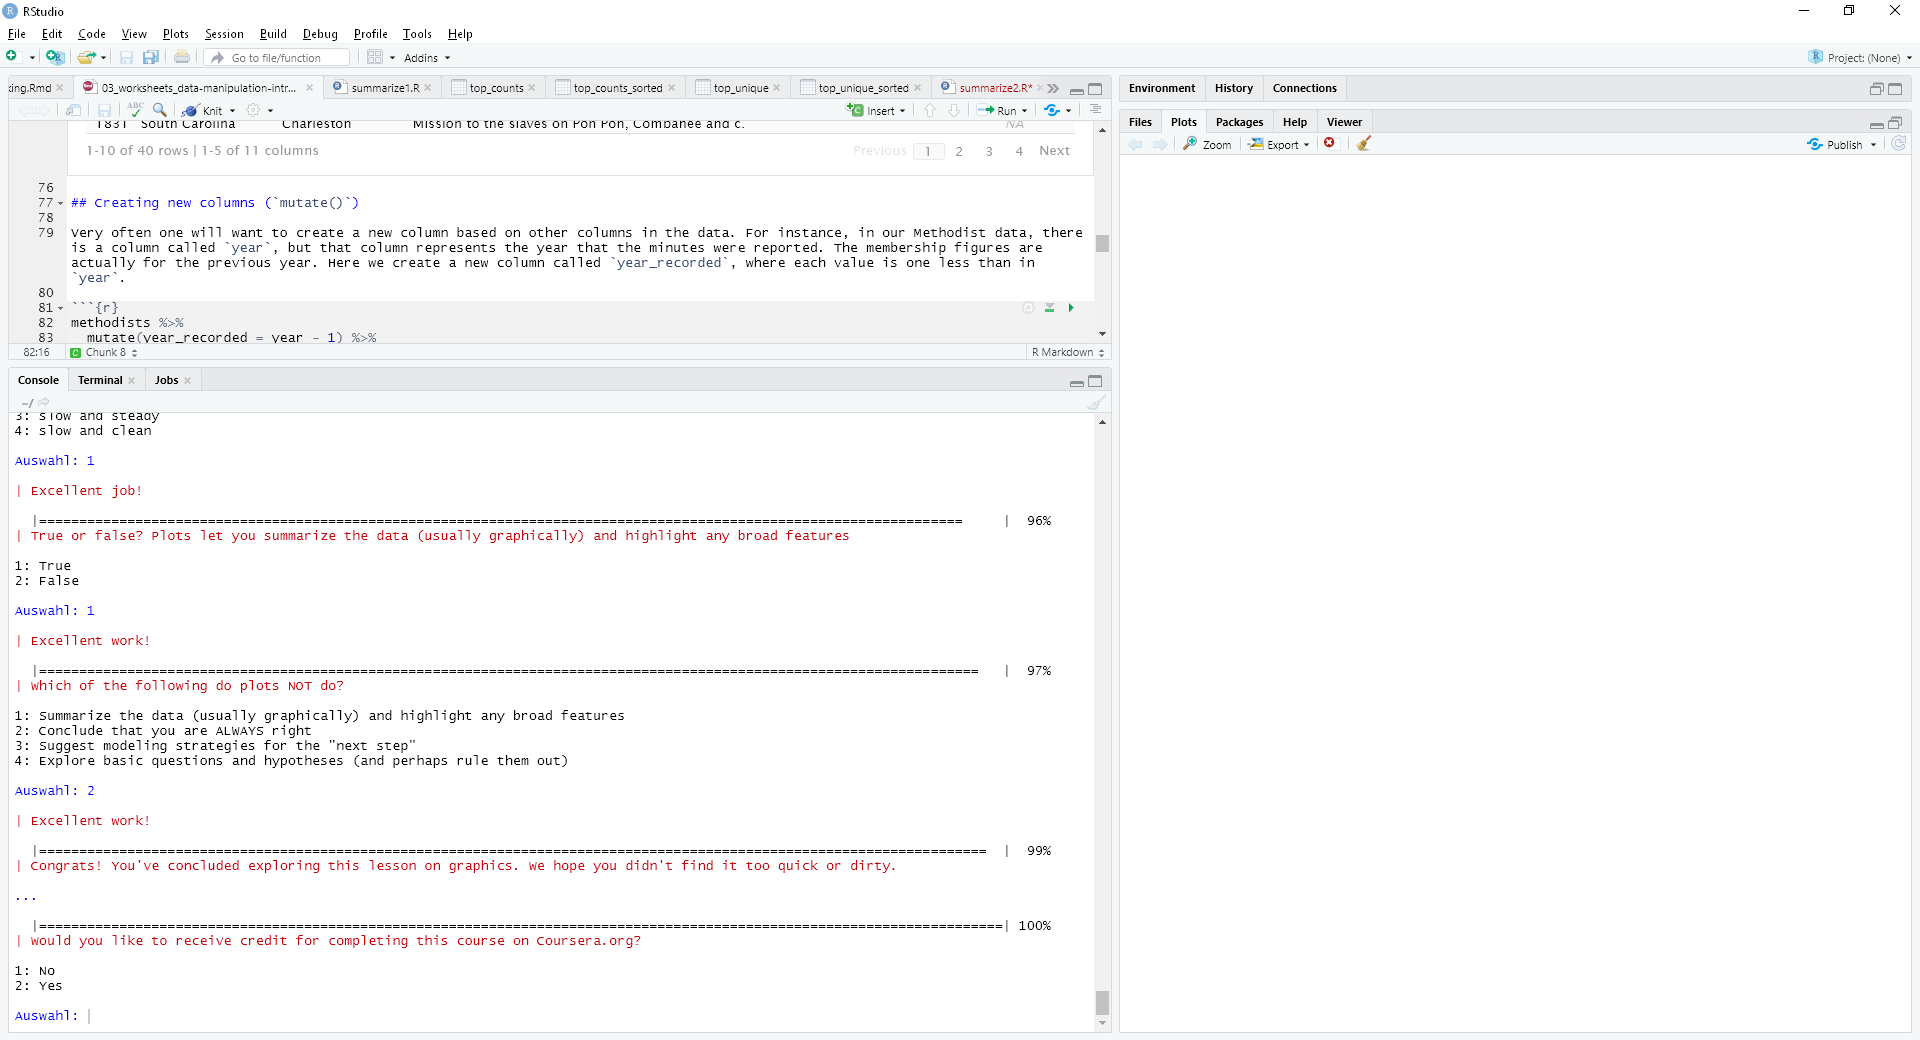 RStudio
File Edit Code View Plots Session Build Debug Profile Tools Help
Go to file/function Addins Project: (None)
king.Rmd 03_worksheets_data-manipulation-intr... summarize1.R top_counts top_counts_sorted top_unique top_unique_sorted summarize2.R*
ABC Knit Insert Run
1831 South Carolina Charleston Mission to the slaves on Pon Pon, Combahee and c. NA
1-10 of 40 rows | 1-5 of 11 columns Previous 1 2 3 4 Next
76
77 ## Creating new columns (`mutate()`)
78
79 Very often one will want to create a new column based on other columns in the data. For instance, in our Methodist data, there
is a column called `year`, but that column represents the year that the minutes were reported. The membership figures are
actually for the previous year. Here we create a new column called `year_recorded`, where each value is one less than in
`year`.
80
81 ```{r}
82 methodists %>%
83 mutate(year_recorded = year - 1) %>%
82:16 Chunk 8 R Markdown
Console Terminal Jobs
~/
3: slow and steady
4: slow and clean
Auswahl: 1
| Excellent job!
|===================================================================| 96%
| True or false? Plots let you summarize the data (usually graphically) and highlight any broad features
1: True
2: False
Auswahl: 1
| Excellent work!
|===================================================================| 97%
| Which of the following do plots NOT do?
1: Summarize the data (usually graphically) and highlight any broad features
2: Conclude that you are ALWAYS right
3: Suggest modeling strategies for the "next step"
4: Explore basic questions and hypotheses (and perhaps rule them out)
Auswahl: 2
| Excellent work!
|===================================================================| 99%
| Congrats! You've concluded exploring this lesson on graphics. We hope you didn't find it too quick or dirty.
...
|===================================================================| 100%
| Would you like to receive credit for completing this course on Coursera.org?
1: No
2: Yes
Auswahl:
Environment History Connections
Files Plots Packages Help Viewer
Zoom Export Publish